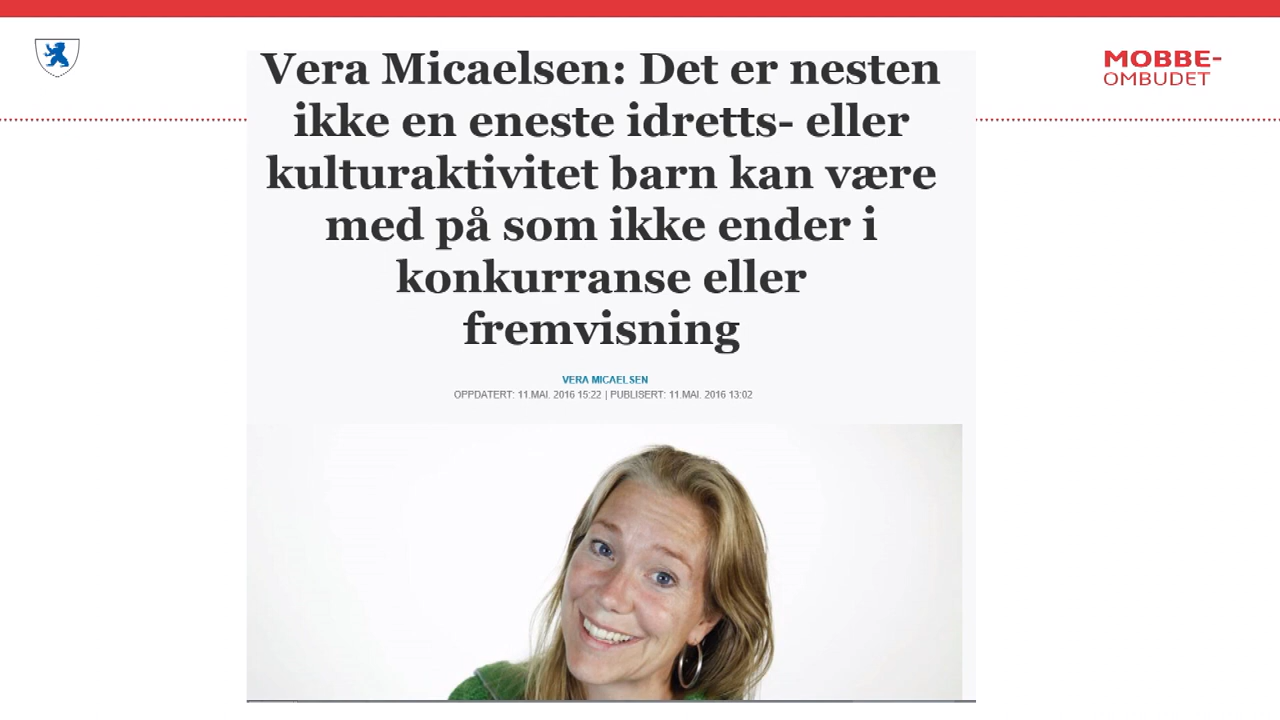 MOBBE-
OMBUDET
Vera Micaelsen: Det er nesten
ikke en eneste idretts- eller
kulturaktivitet barn kan være
med på som ikke ender i
konkurranse eller
fremvisning
VERA MICAELSEN
OPPDATERT: 11.MAI. 2016 15:22 | PUBLISERT: 11.MAI. 2016 13:02